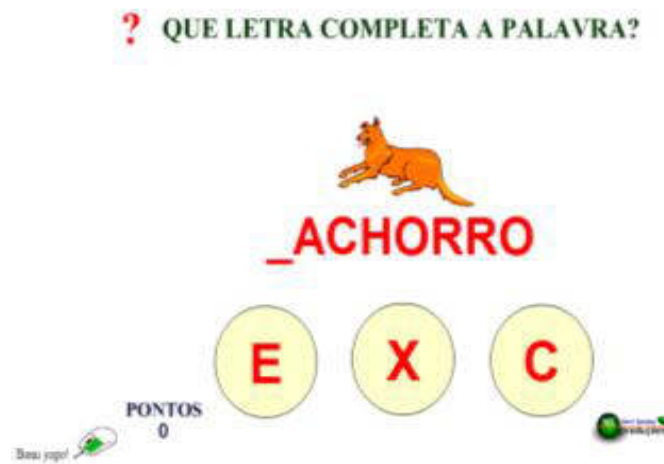 ? QUE LETRA COMPLETA A PALAVRA?
_ACHORRO
E X C
PONTOS
0
Bom jogo!